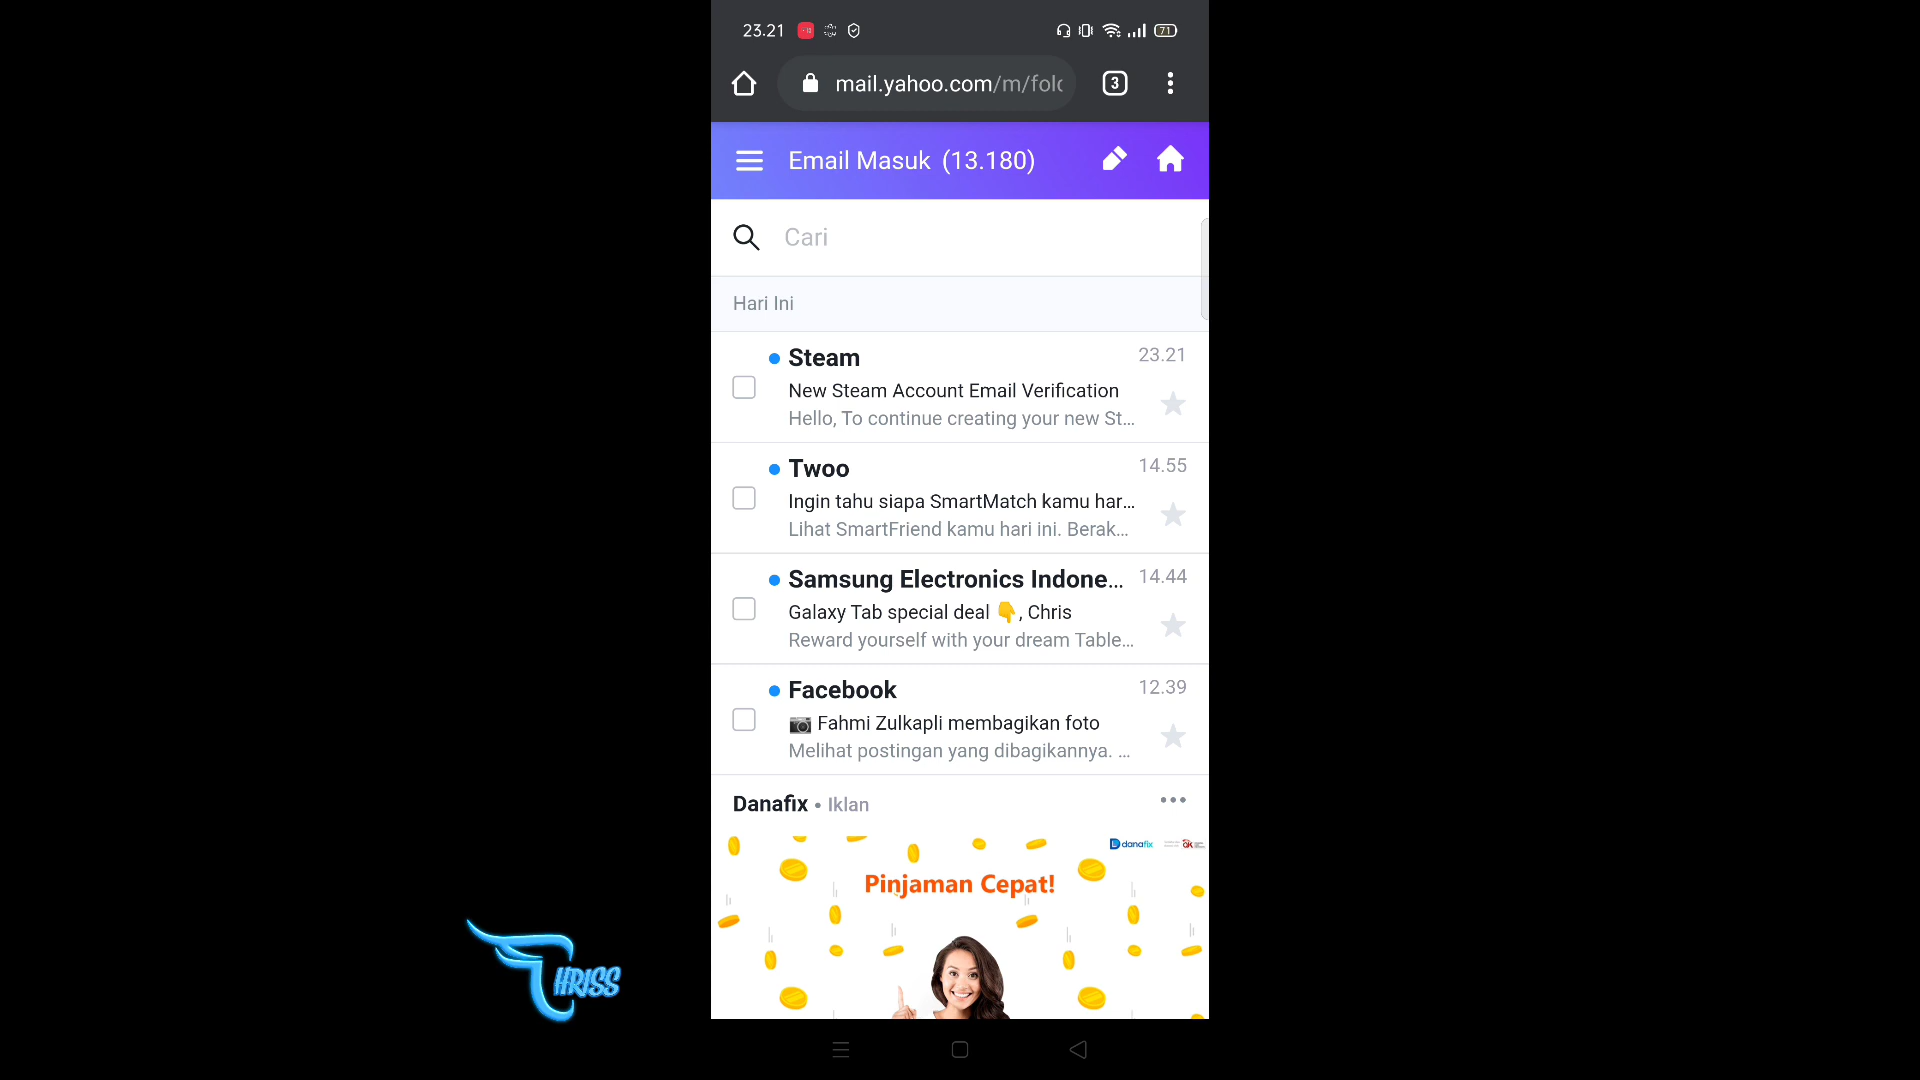 23.21
71
mail.yahoo.com/m/fol
3
Email Masuk (13.180)
Cari
Hari Ini
Steam 23.21
New Steam Account Email Verification
Hello, To continue creating your new St...
Twoo 14.55
Ingin tahu siapa SmartMatch kamu har...
Lihat SmartFriend kamu hari ini. Berak...
Samsung Electronics Indone... 14.44
Galaxy Tab special deal 👇, Chris
Reward yourself with your dream Table...
Facebook 12.39
📷 Fahmi Zulkapli membagikan foto
Melihat postingan yang dibagikannya. ...
Danafix • Iklan
danafix
Pinjaman Cepat!
CHRISS